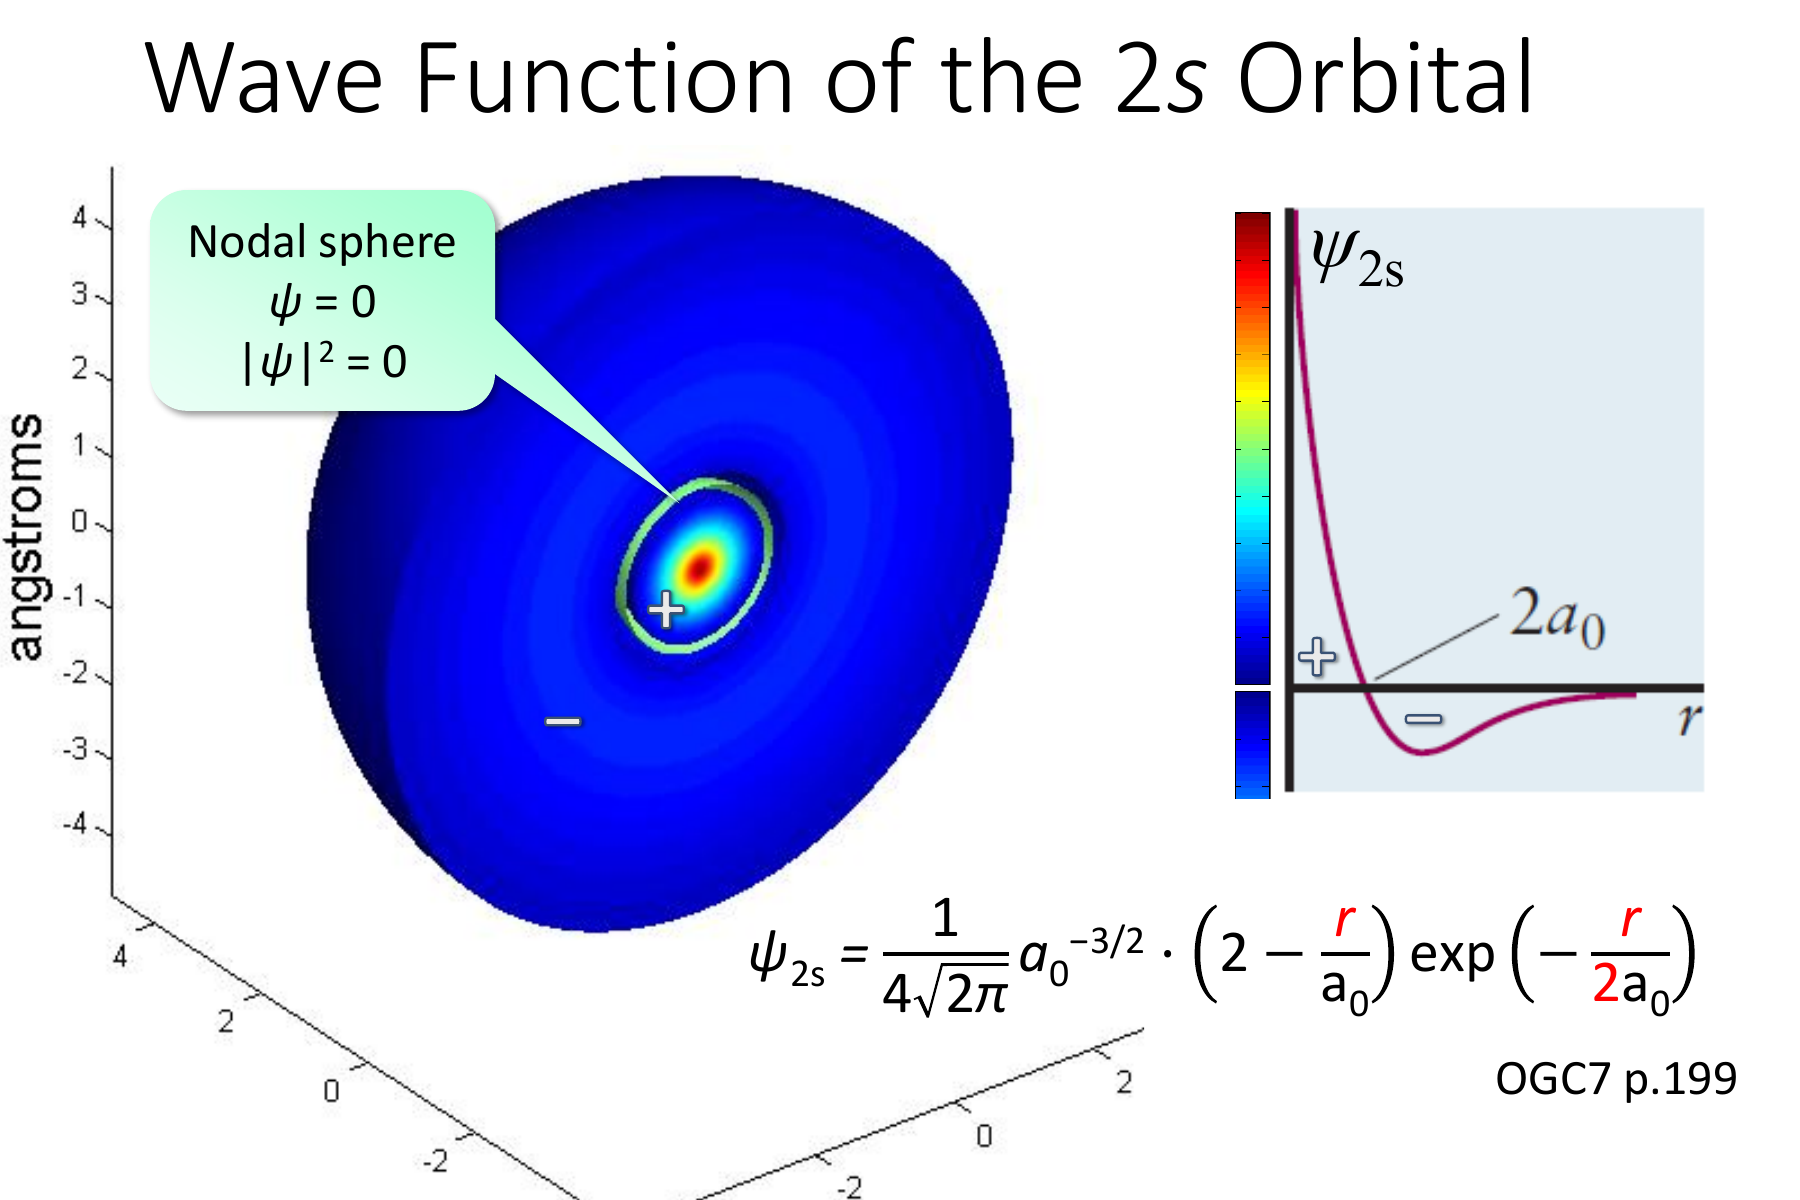 Wave Function of the 2s Orbital
Nodal sphere
ψ = 0
|ψ|² = 0
angstroms
4
3
2
1
0
-1
-2
-3
-4
4
2
0
-2
-2
0
2
+
−
ψ₂ₛ
2a₀
+
−
r
ψ₂ₛ = 1/(4√(2π)) a₀⁻³ᐟ² · (2 − r/a₀) exp(− r/2a₀)
OGC7 p.199